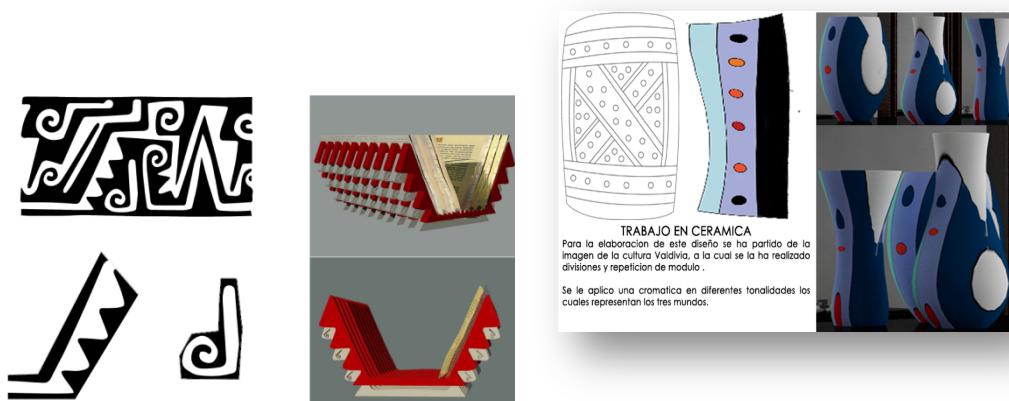 TRABAJO EN CERAMICA
Para la elaboracion de este diseño se ha partido de la
imagen de la cultura Valdivia, a la cual se la ha realizado
divisiones y repeticion de modulo .
Se le aplico una cromatica en diferentes tonalidades los
cuales representan los tres mundos.